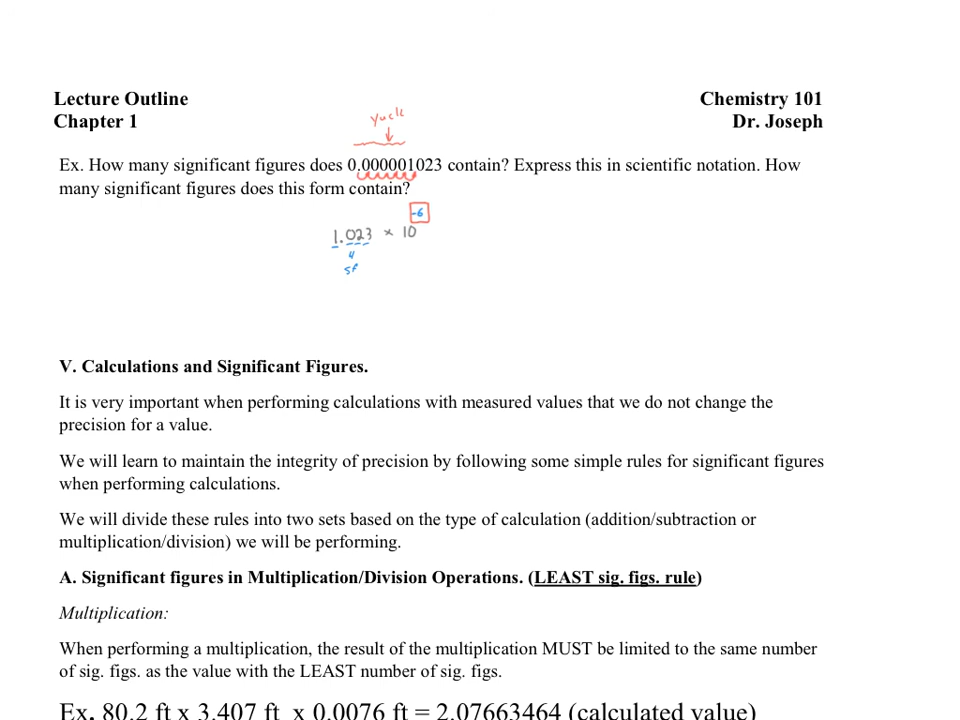 Lecture Outline Chemistry 101
Chapter 1 Dr. Joseph
Yuck
Ex. How many significant figures does 0.000001023 contain? Express this in scientific notation. How
many significant figures does this form contain?
1.023 × 10^-6
4
SF
V. Calculations and Significant Figures.
It is very important when performing calculations with measured values that we do not change the
precision for a value.
We will learn to maintain the integrity of precision by following some simple rules for significant figures
when performing calculations.
We will divide these rules into two sets based on the type of calculation (addition/subtraction or
multiplication/division) we will be performing.
A. Significant figures in Multiplication/Division Operations. (LEAST sig. figs. rule)
Multiplication:
When performing a multiplication, the result of the multiplication MUST be limited to the same number
of sig. figs. as the value with the LEAST number of sig. figs.
Ex. 80.2 ft x 3.407 ft x 0.0076 ft = 2.07663464 (calculated value)